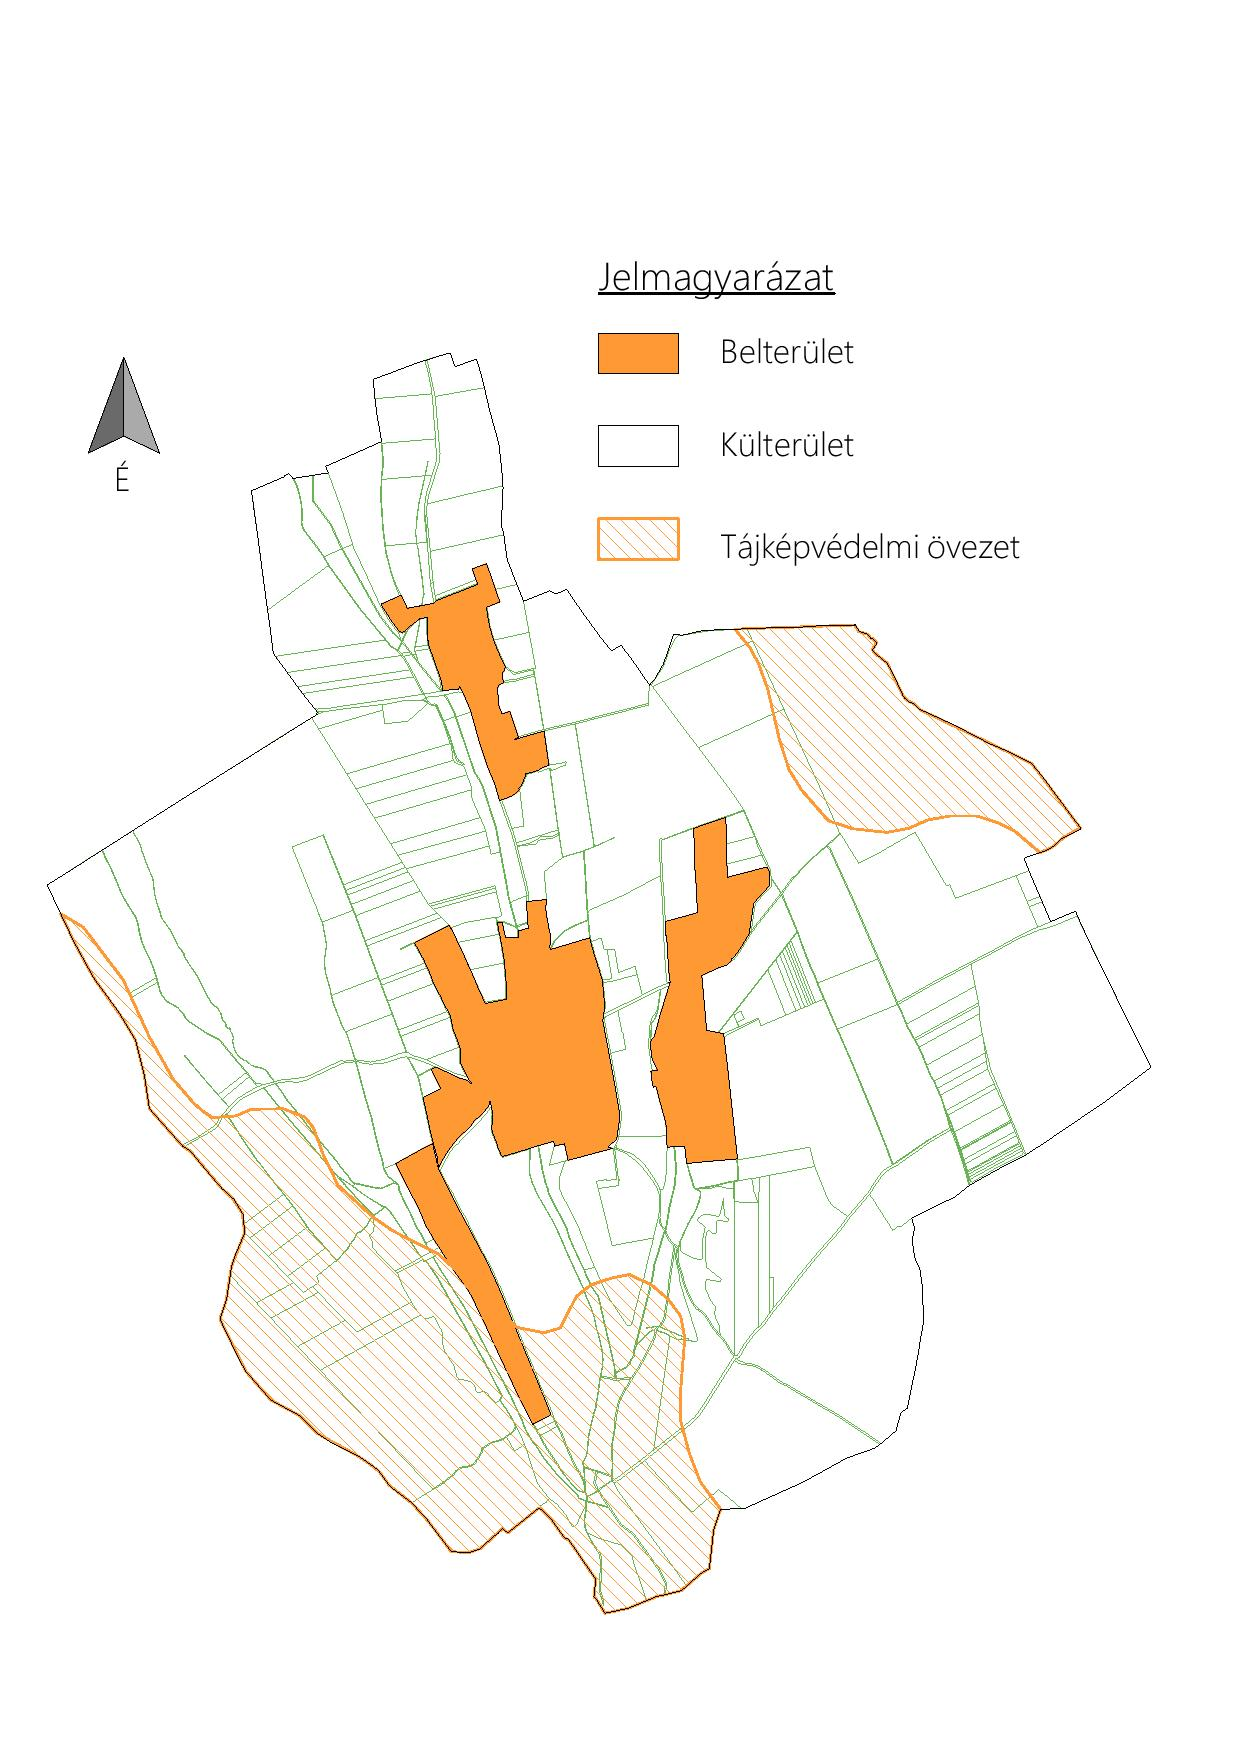 Jelmagyarázat
Belterület
É
Külterület
Tájképvédelmi övezet